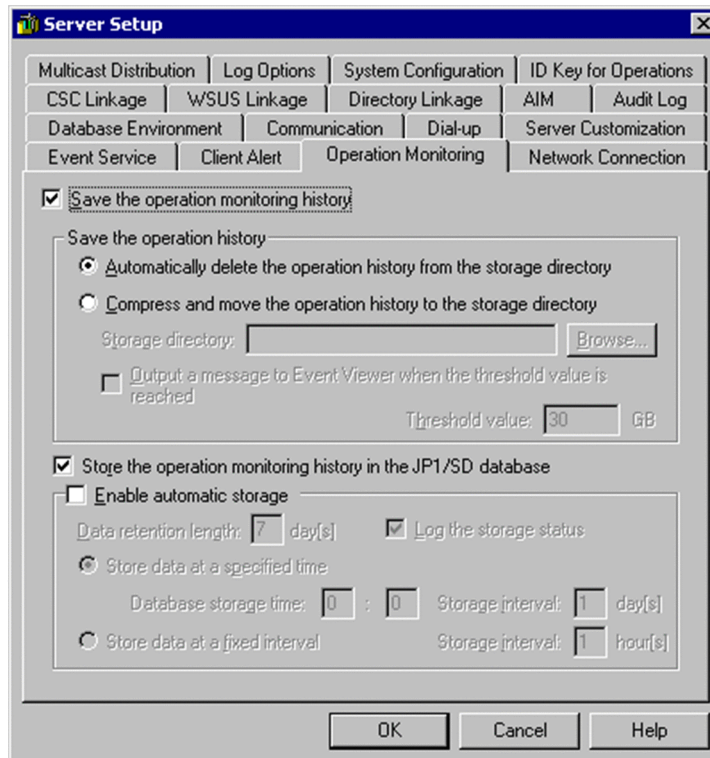 Server Setup
Multicast Distribution Log Options System Configuration ID Key for Operations
CSC Linkage WSUS Linkage Directory Linkage AIM Audit Log
Database Environment Communication Dial-up Server Customization
Event Service Client Alert Operation Monitoring Network Connection
Save the operation monitoring history
Save the operation history
Automatically delete the operation history from the storage directory
Compress and move the operation history to the storage directory
Storage directory: Browse...
Output a message to Event Viewer when the threshold value is
reached
Threshold value: 30 GB
Store the operation monitoring history in the JP1/SD database
Enable automatic storage
Data retention length: 7 day[s] Log the storage status
Store data at a specified time
Database storage time: 0 : 0 Storage interval: 1 day[s]
Store data at a fixed interval Storage interval: 1 hour[s]
OK Cancel Help